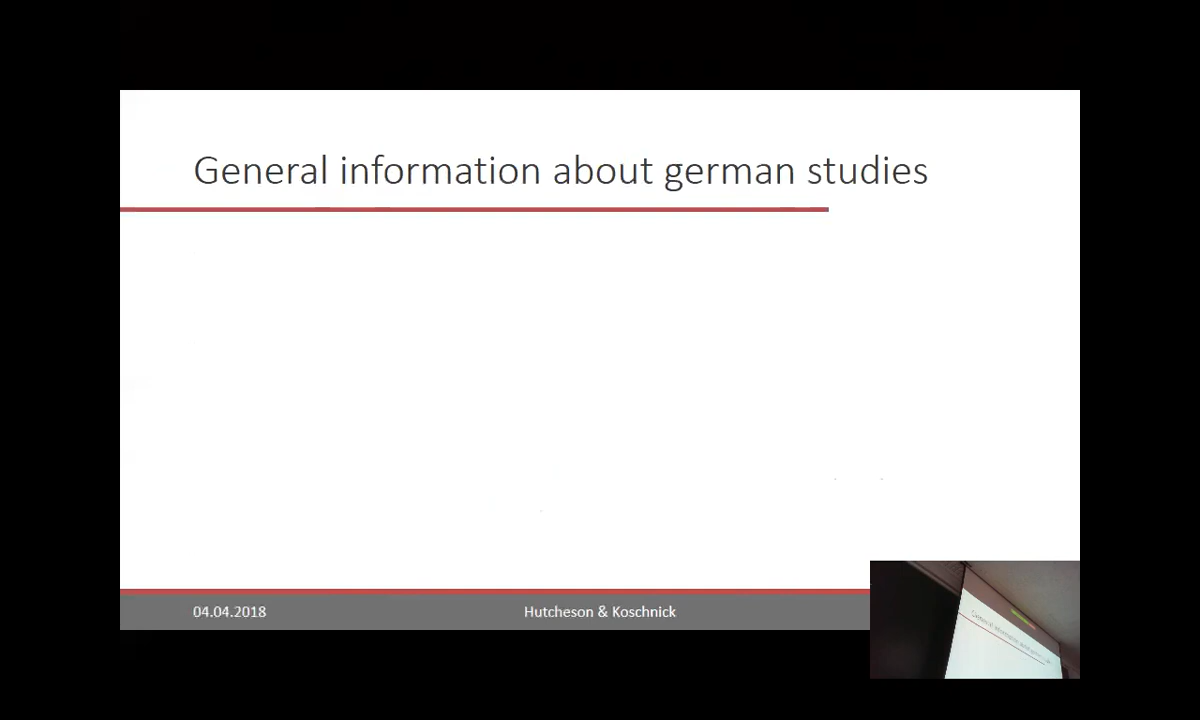 General information about german studies
04.04.2018
Hutcheson & Koschnick